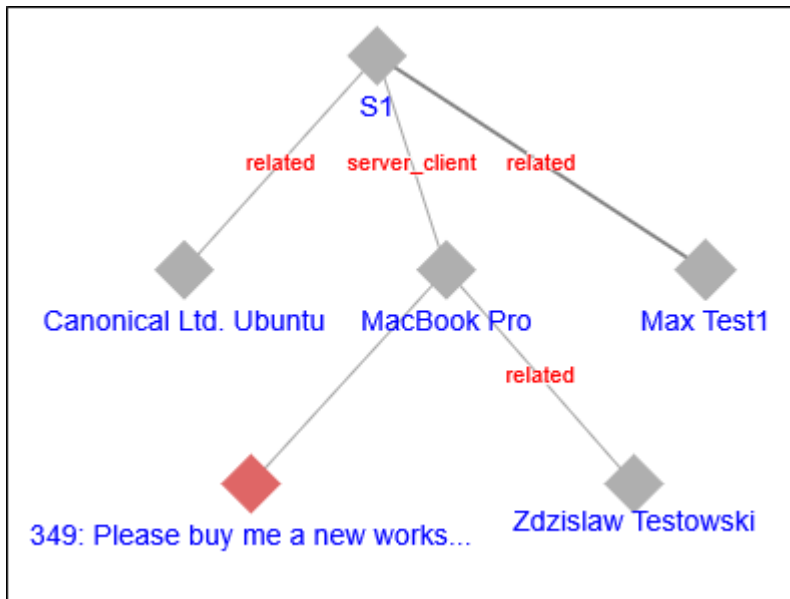 S1
related
server_client
related
Canonical Ltd. Ubuntu
MacBook Pro
Max Test1
related
349: Please buy me a new works...
Zdzislaw Testowski